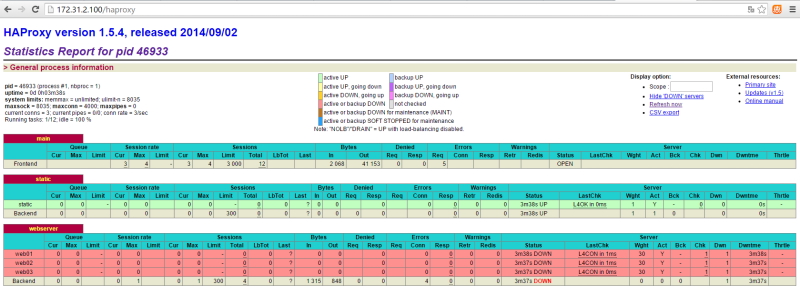 172.31.2.100/haproxy
HAProxy version 1.5.4, released 2014/09/02
Statistics Report for pid 46933
> General process information
pid = 46933 (process #1, nbproc = 1)
uptime = 0d 0h03m38s
system limits: memmax = unlimited; ulimit-n = 8035
maxsock = 8035; maxconn = 4000; maxpipes = 0
current conns = 3; current pipes = 0/0; conn rate = 3/sec
Running tasks: 1/12; idle = 100 %
active UP backup UP
active UP, going down backup UP, going down
active DOWN, going up backup DOWN, going up
active or backup DOWN not checked
active or backup DOWN for maintenance (MAINT)
active or backup SOFT STOPPED for maintenance
Note: "NOLB"/"DRAIN" = UP with load-balancing disabled.
Display option:
• Scope :
• Hide 'DOWN' servers
• Refresh now
• CSV export
External resources:
• Primary site
• Updates (v1.5)
• Online manual
main
Queue Session rate Sessions Bytes Denied Errors Warnings Server
Cur Max Limit Cur Max Limit Cur Max Limit Total LbTot Last In Out Req Resp Req Conn Resp Retr Redis Status LastChk Wght Act Bck Chk Dwn Dwntme Thrtle
Frontend 3 4 - 3 4 3 000 12 2 068 41 153 0 0 5 OPEN
static
Queue Session rate Sessions Bytes Denied Errors Warnings Server
Cur Max Limit Cur Max Limit Cur Max Limit Total LbTot Last In Out Req Resp Req Conn Resp Retr Redis Status LastChk Wght Act Bck Chk Dwn Dwntme Thrtle
static 0 0 - 0 0 0 0 - 0 0 ? 0 0 0 0 0 0 0 3m38s UP L4OK in 0ms 1 Y - 0 0 0s -
Backend 0 0 0 0 0 0 300 0 0 ? 0 0 0 0 0 0 0 0 3m38s UP 1 1 0 0 0s
webserver
Queue Session rate Sessions Bytes Denied Errors Warnings Server
Cur Max Limit Cur Max Limit Cur Max Limit Total LbTot Last In Out Req Resp Req Conn Resp Retr Redis Status LastChk Wght Act Bck Chk Dwn Dwntme Thrtle
web01 0 0 - 0 0 0 0 - 0 0 ? 0 0 0 0 0 0 0 3m38s DOWN L4CON in 1ms 30 Y - 1 1 3m38s -
web02 0 0 - 0 0 0 0 - 0 0 ? 0 0 0 0 0 0 0 3m37s DOWN L4CON in 1ms 30 Y - 1 1 3m37s -
web03 0 0 - 0 0 0 0 - 0 0 ? 0 0 0 0 0 0 0 3m37s DOWN L4CON in 0ms 30 Y - 1 1 3m37s -
Backend 0 0 0 1 0 1 300 4 0 ? 1 315 848 0 0 4 0 0 0 3m37s DOWN 0 0 0 1 3m37s